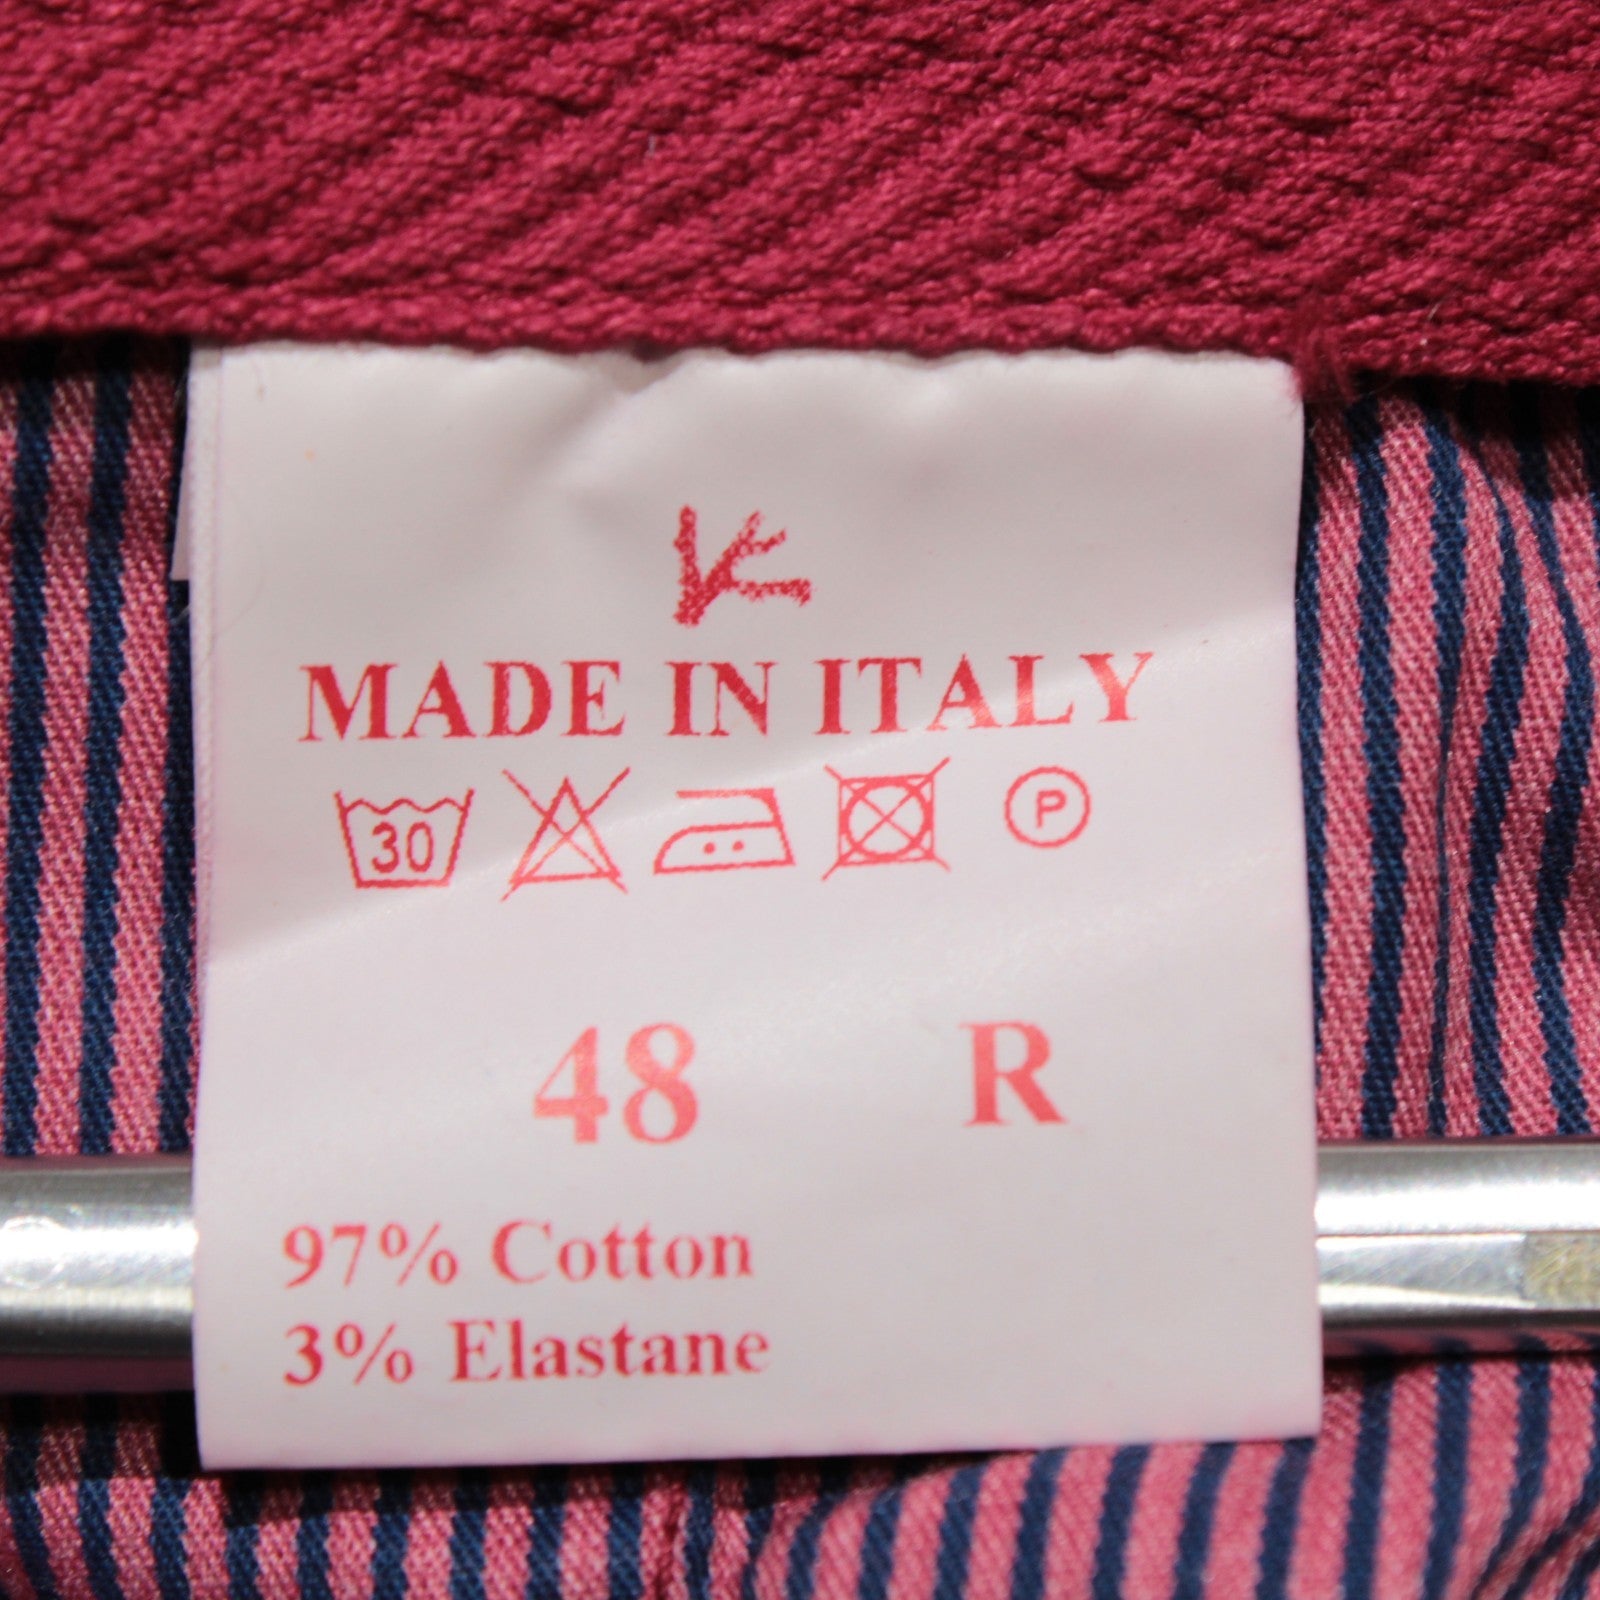 MADE IN ITALY
30 P
48 R
97% Cotton
3% Elastane